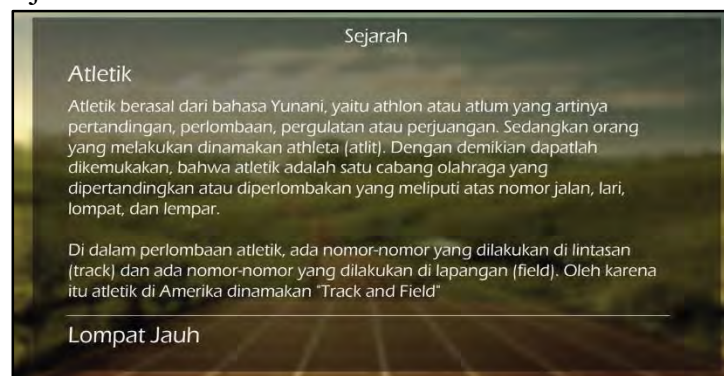 Sejarah
Atletik
Atletik berasal dari bahasa Yunani, yaitu athlon atau atlum yang artinya
pertandingan, perlombaan, pergulatan atau perjuangan. Sedangkan orang
yang melakukan dinamakan athleta (atlit). Dengan demikian dapatlah
dikemukakan, bahwa atletik adalah satu cabang olahraga yang
dipertandingkan atau diperlombakan yang meliputi atas nomor jalan, lari,
lompat, dan lempar.
Di dalam perlombaan atletik, ada nomor-nomor yang dilakukan di lintasan
(track) dan ada nomor-nomor yang dilakukan di lapangan (field). Oleh karena
itu atletik di Amerika dinamakan "Track and Field"
Lompat Jauh